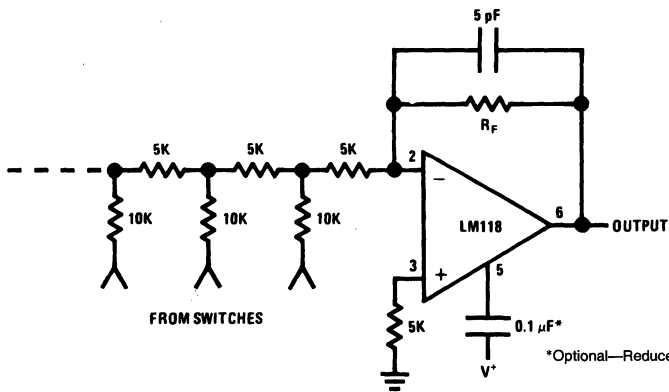 5 pF
R_F
5K 5K 5K
2
−
10K 10K 10K
LM118
6
OUTPUT
3
+
5
FROM SWITCHES
5K
0.1 μF*
V+
*Optional—Reduce